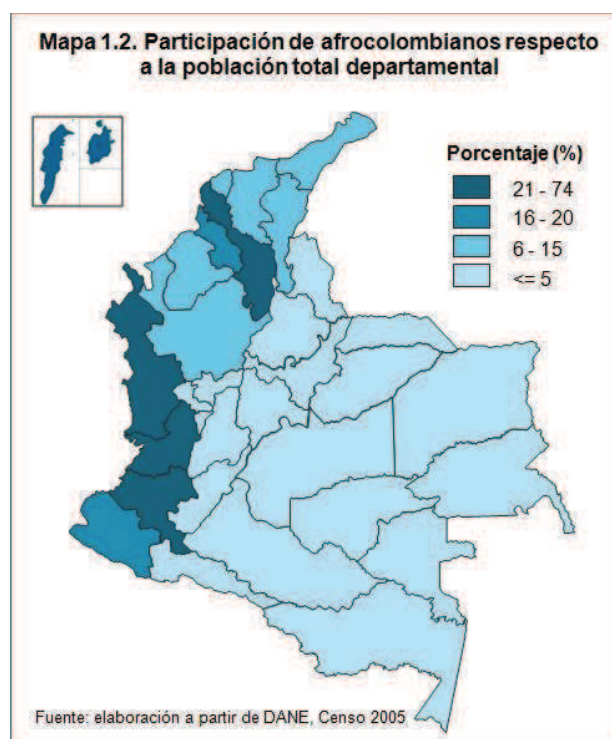 Mapa 1.2. Participación de afrocolombianos respecto
a la población total departamental
Porcentaje (%)
21 - 74
16 - 20
6 - 15
<= 5
Fuente: elaboración a partir de DANE, Censo 2005